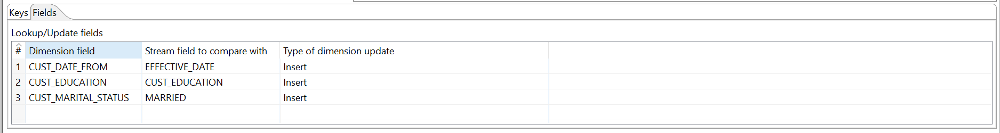 Keys Fields
Lookup/Update fields
# Dimension field Stream field to compare with Type of dimension update
1 CUST_DATE_FROM EFFECTIVE_DATE Insert
2 CUST_EDUCATION CUST_EDUCATION Insert
3 CUST_MARITAL_STATUS MARRIED Insert